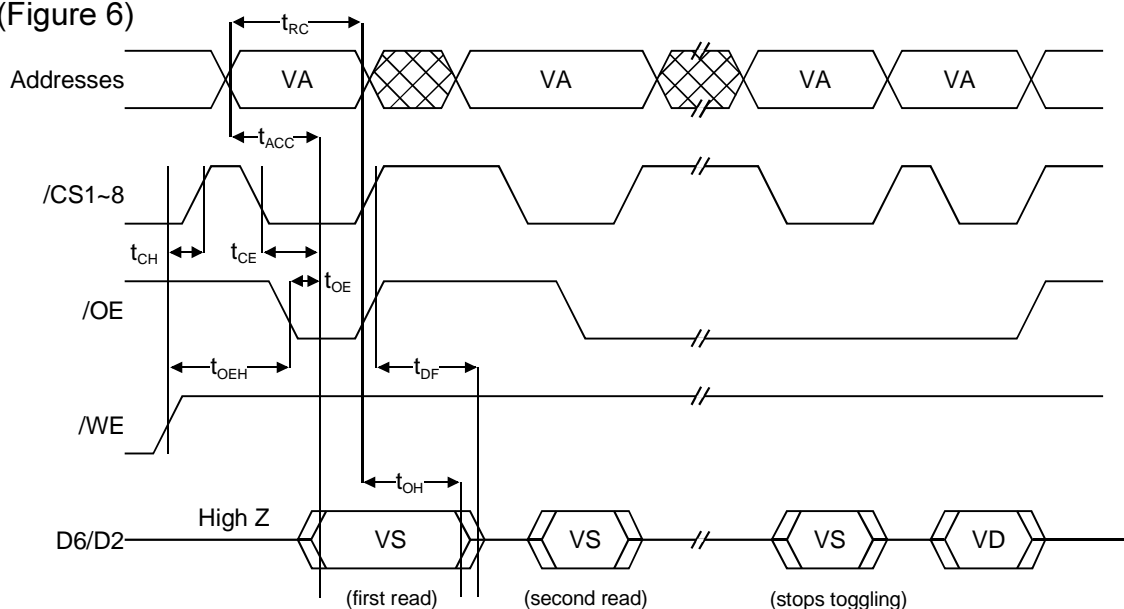 (Figure 6)
tRC
Addresses VA VA VA VA
tACC
/CS1~8
tCH tCE
tOE
/OE
tOEH tDF
/WE
tOH
High Z
D6/D2 VS VS VS VD
(first read) (second read) (stops toggling)